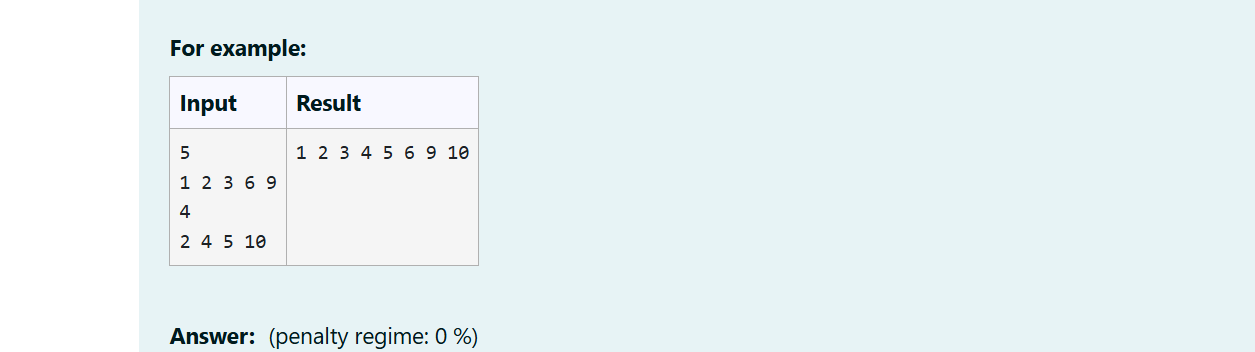 For example:
Input Result
5 1 2 3 4 5 6 9 10
1 2 3 6 9
4
2 4 5 10
Answer: (penalty regime: 0 %)